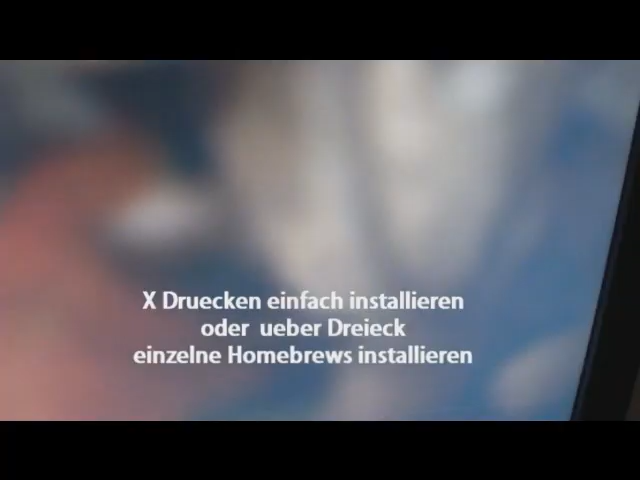 X Druecken einfach installieren
oder ueber Dreieck
einzelne Homebrews installieren